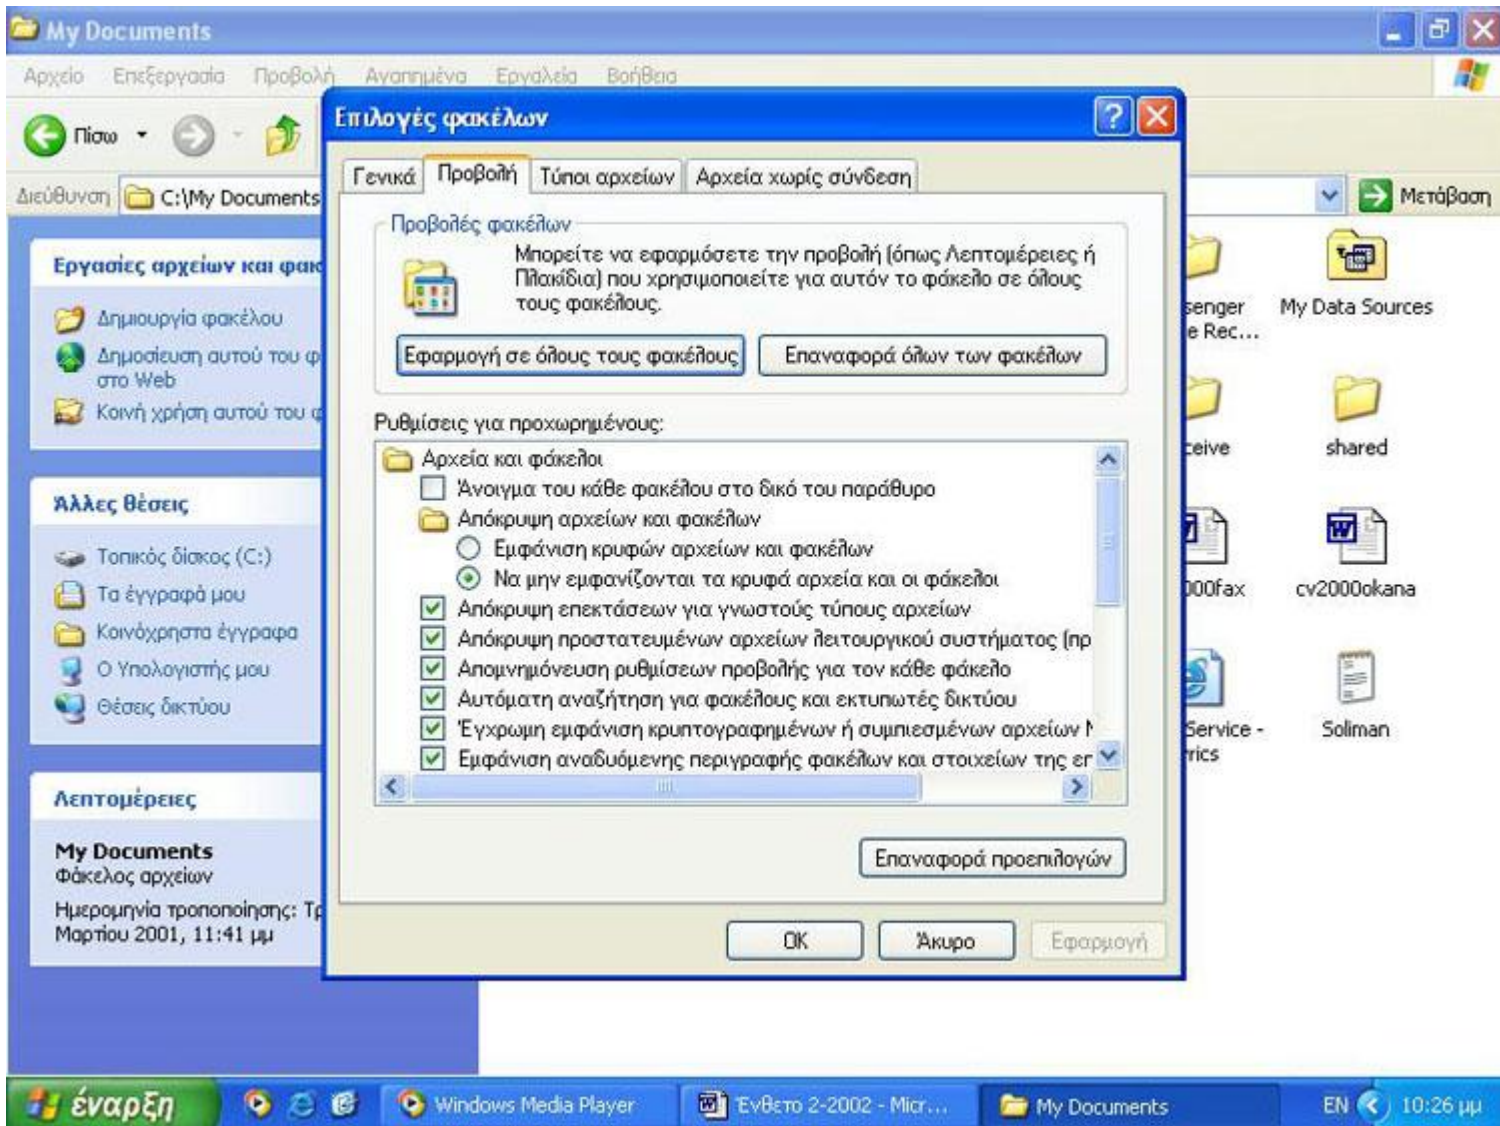 My Documents
Αρχείο Επεξεργασία Προβολή Αγαπημένα Εργαλεία Βοήθεια
Πίσω
Διεύθυνση C:\My Documents
Μετάβαση
Εργασίες αρχείων και
Δημιουργία φακέλου
Δημοσίευση αυτού του
στο Web
Κοινή χρήση αυτού του
Άλλες θέσεις
Τοπικός δίσκος (C:)
Τα έγγραφά μου
Κοινόχρηστα έγγραφα
Ο Υπολογιστής μου
Θέσεις δικτύου
Λεπτομέρειες
My Documents
Φάκελος αρχείων
Ημερομηνία τροποποίησης:
Μαρτίου 2001, 11:41 μμ
Επιλογές φακέλων
Γενικά Προβολή Τύποι αρχείων Αρχεία χωρίς σύνδεση
Προβολές φακέλων
Μπορείτε να εφαρμόσετε την προβολή (όπως Λεπτομέρειες ή
Πλακίδια) που χρησιμοποιείτε για αυτόν το φάκελο σε όλους
τους φακέλους.
Εφαρμογή σε όλους τους φακέλους Επαναφορά όλων των φακέλων
Ρυθμίσεις για προχωρημένους:
Αρχεία και φάκελοι
Άνοιγμα του κάθε φακέλου στο δικό του παράθυρο
Απόκρυψη αρχείων και φακέλων
Εμφάνιση κρυφών αρχείων και φακέλων
Να μην εμφανίζονται τα κρυφά αρχεία και οι φάκελοι
Απόκρυψη επεκτάσεων για γνωστούς τύπους αρχείων
Απόκρυψη προστατευμένων αρχείων λειτουργικού συστήματος (πρ
Απομνημόνευση ρυθμίσεων προβολής για τον κάθε φάκελο
Αυτόματη αναζήτηση για φακέλους και εκτυπωτές δικτύου
Έγχρωμη εμφάνιση κρυπτογραφημένων ή συμπιεσμένων αρχείων
Εμφάνιση αναδυόμενης περιγραφής φακέλων και στοιχείων της
Επαναφορά προεπιλογών
OK Άκυρο Εφαρμογή
senger My Data Sources
e Rec...
ceive shared
000fax cv2000okana
Service - Soliman
rics
έναρξη Windows Media Player Ένθετο 2-2002 - Micr... My Documents EN 10:26 μμ